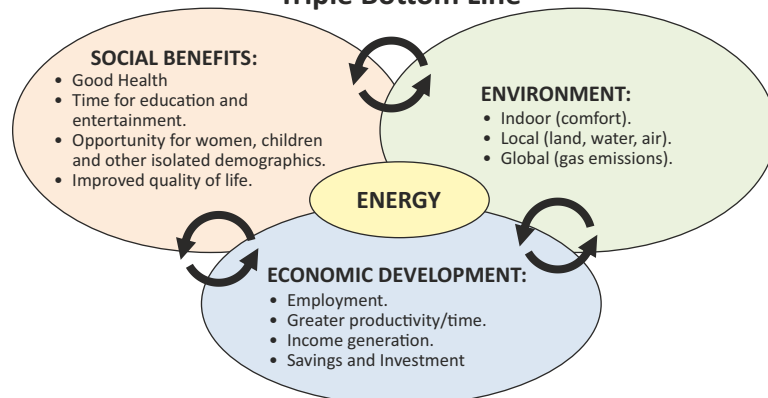 Triple Bottom Line
SOCIAL BENEFITS:
• Good Health
• Time for education and
entertainment.
• Opportunity for women, children
and other isolated demographics.
• Improved quality of life.
ENVIRONMENT:
• Indoor (comfort).
• Local (land, water, air).
• Global (gas emissions).
ENERGY
ECONOMIC DEVELOPMENT:
• Employment.
• Greater productivity/time.
• Income generation.
• Savings and Investment